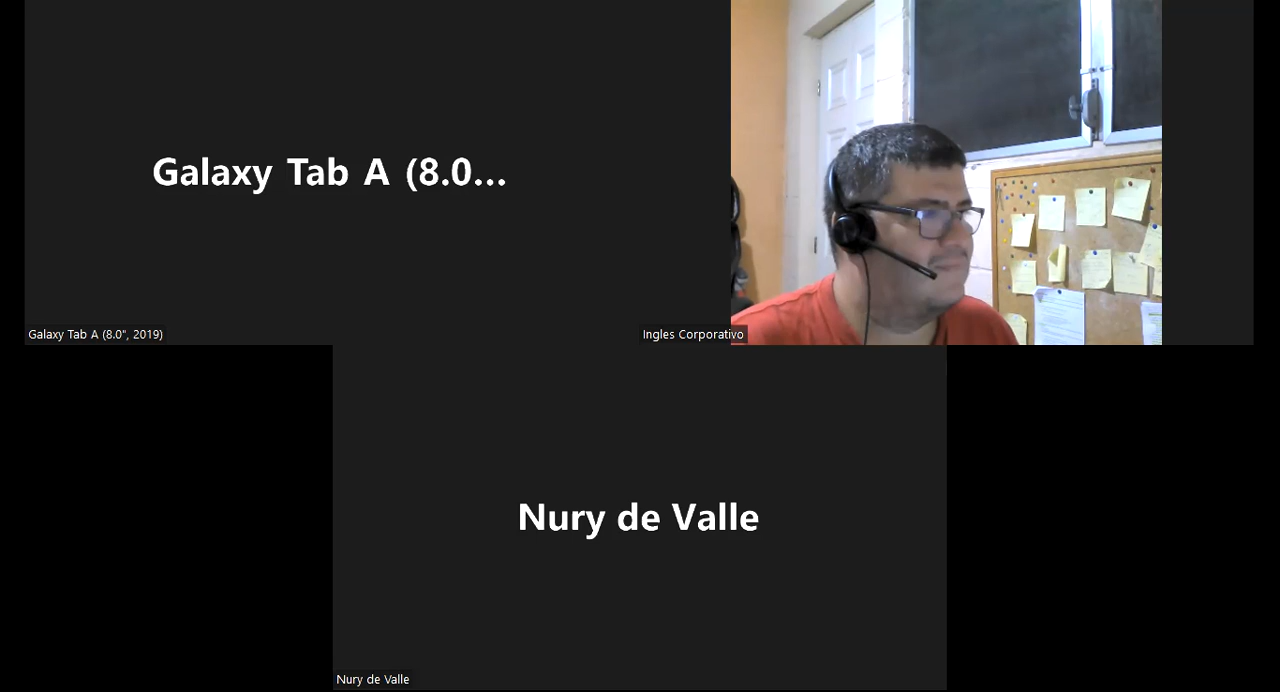 Galaxy Tab A (8.0...
Galaxy Tab A (8.0", 2019)
Ingles Corporativo
Nury de Valle
Nury de Valle